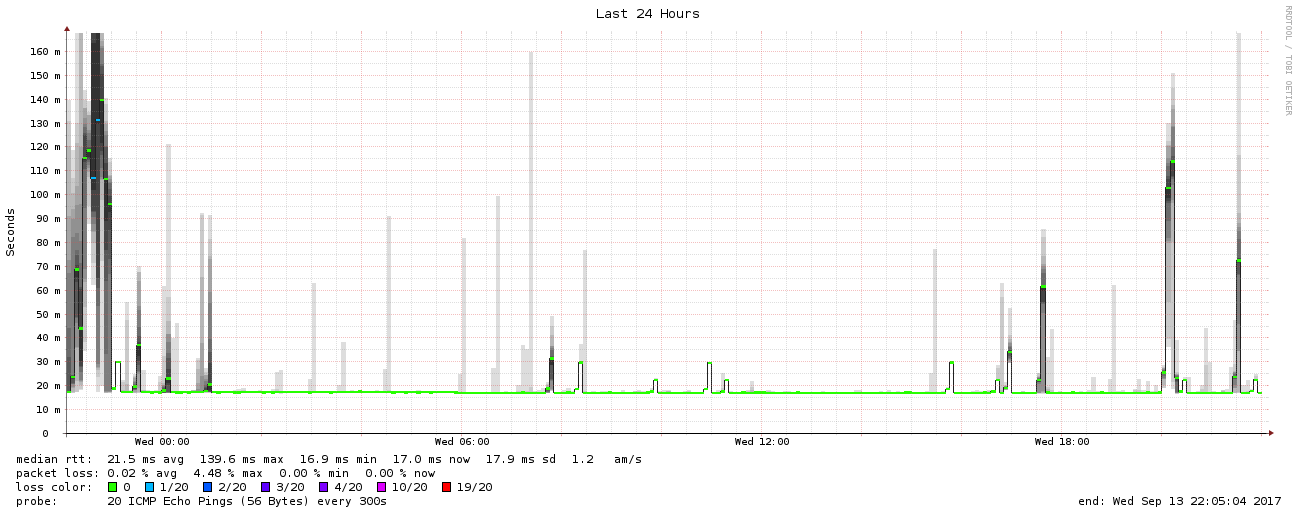 Last 24 Hours
RRDTOOL / TOBI OETIKER
Seconds
160 m
150 m
140 m
130 m
120 m
110 m
100 m
90 m
80 m
70 m
60 m
50 m
40 m
30 m
20 m
10 m
0
Wed 00:00 Wed 06:00 Wed 12:00 Wed 18:00
median rtt: 21.5 ms avg 139.6 ms max 16.9 ms min 17.0 ms now 17.9 ms sd 1.2 am/s
packet loss: 0.02 % avg 4.48 % max 0.00 % min 0.00 % now
loss color: 0 1/20 2/20 3/20 4/20 10/20 19/20
probe: 20 ICMP Echo Pings (56 Bytes) every 300s end: Wed Sep 13 22:05:04 2017